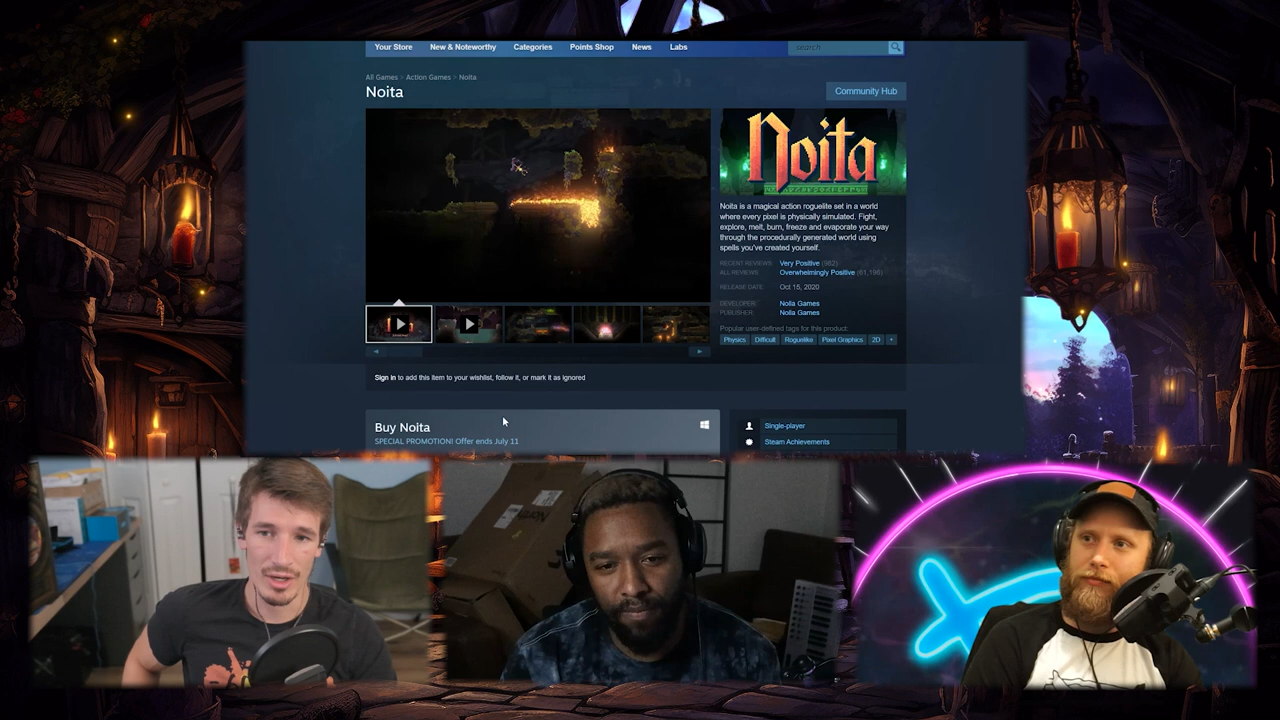 Your Store New & Noteworthy Categories Points Shop News Labs search
All Games > Action Games > Noita
Noita
Community Hub
Noita
Noita is a magical action roguelite set in a world
where every pixel is physically simulated. Fight,
explore, melt, burn, freeze and evaporate your way
through the procedurally generated world using
spells you've created yourself.
RECENT REVIEWS: Very Positive (982)
ALL REVIEWS: Overwhelmingly Positive (61,196)
RELEASE DATE: Oct 15, 2020
DEVELOPER: Nolla Games
PUBLISHER: Nolla Games
Popular user-defined tags for this product:
Physics Difficult Roguelike Pixel Graphics 2D +
Sign in to add this item to your wishlist, follow it, or mark it as ignored
Buy Noita
SPECIAL PROMOTION! Offer ends July 11
Single-player
Steam Achievements